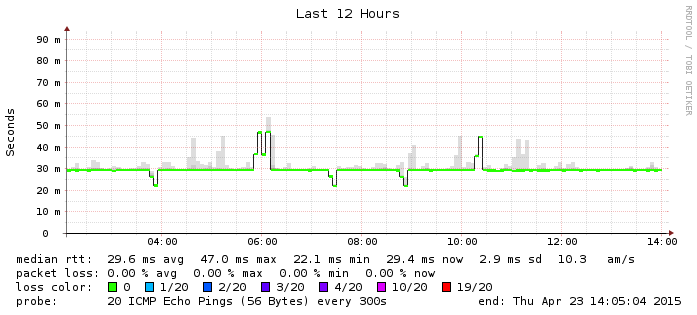 Last 12 Hours
RRDTOOL / TOBI OETIKER
Seconds
90 m
80 m
70 m
60 m
50 m
40 m
30 m
20 m
10 m
0
04:00 06:00 08:00 10:00 12:00 14:00
median rtt: 29.6 ms avg 47.0 ms max 22.1 ms min 29.4 ms now 2.9 ms sd 10.3 am/s
packet loss: 0.00 % avg 0.00 % max 0.00 % min 0.00 % now
loss color: 0 1/20 2/20 3/20 4/20 10/20 19/20
probe: 20 ICMP Echo Pings (56 Bytes) every 300s end: Thu Apr 23 14:05:04 2015